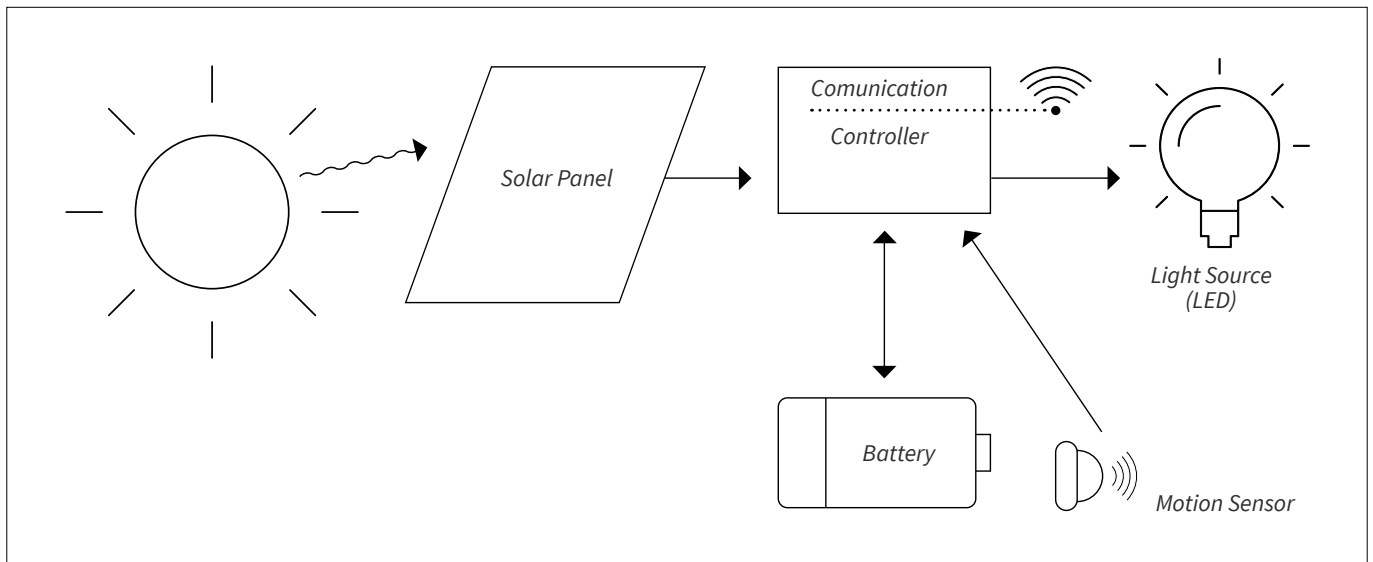 Comunication
Controller
Solar Panel
Light Source
(LED)
Battery
Motion Sensor